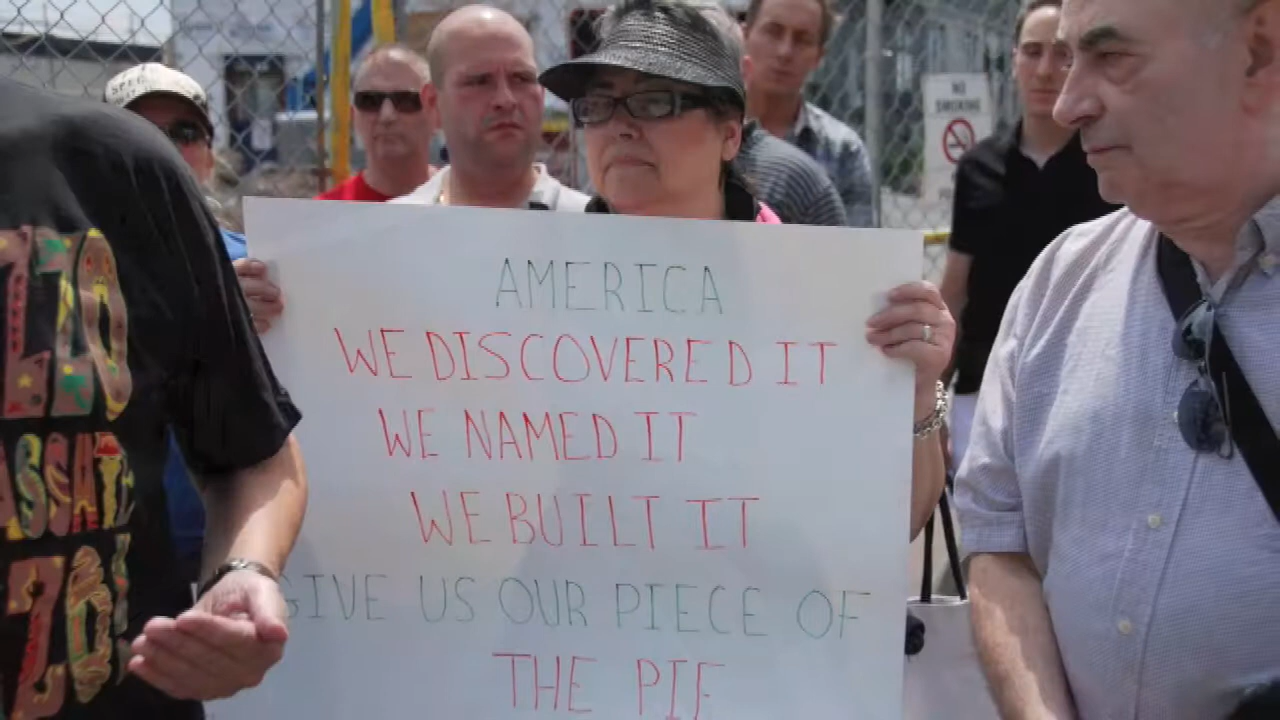 NO
SMOKING
AMERICA
WE DISCOVERED IT
WE NAMED IT
WE BUILT IT
GIVE US OUR PIECE OF
THE PIE